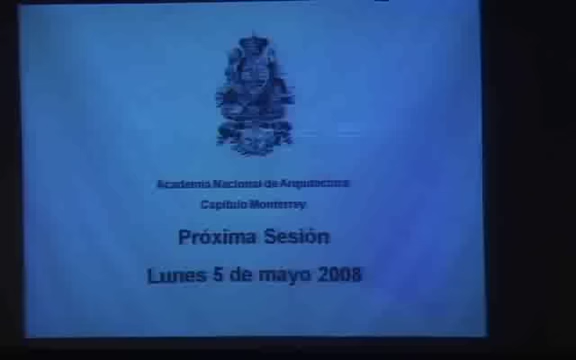 Academia Nacional de Arquitectura
Capítulo Monterrey
Próxima Sesión
Lunes 5 de mayo 2008